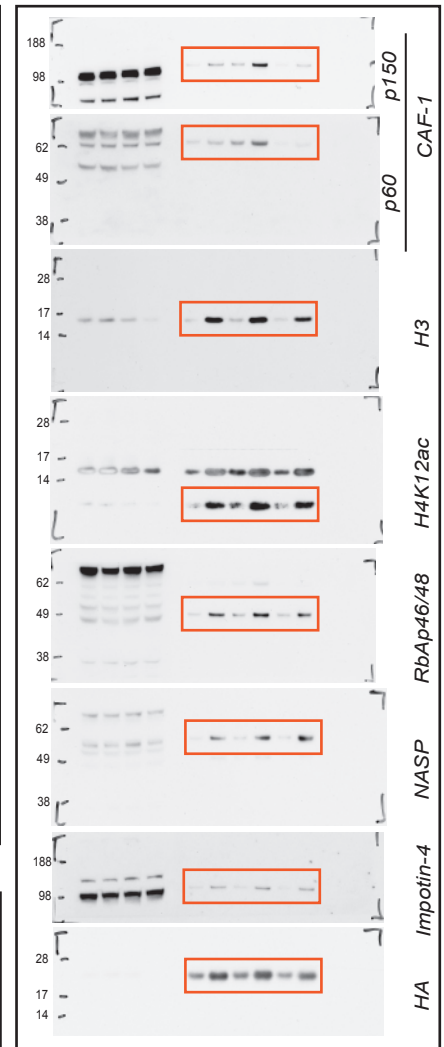 188
98
p150
62
49
38
p60
CAF-1
28
17
14
H3
28
17
14
H4K12ac
62
49
38
RbAp46/48
62
49
38
NASP
188
98
Impotin-4
28
17
14
HA